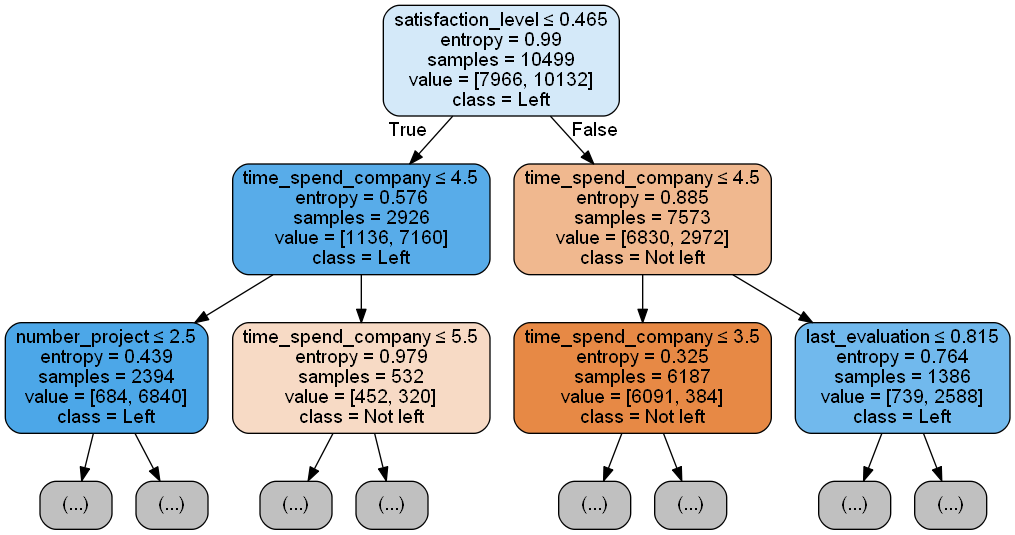 satisfaction_level ≤ 0.465
entropy = 0.99
samples = 10499
value = [7966, 10132]
class = Left
True
False
time_spend_company ≤ 4.5
entropy = 0.576
samples = 2926
value = [1136, 7160]
class = Left
time_spend_company ≤ 4.5
entropy = 0.885
samples = 7573
value = [6830, 2972]
class = Not left
number_project ≤ 2.5
entropy = 0.439
samples = 2394
value = [684, 6840]
class = Left
time_spend_company ≤ 5.5
entropy = 0.979
samples = 532
value = [452, 320]
class = Not left
time_spend_company ≤ 3.5
entropy = 0.325
samples = 6187
value = [6091, 384]
class = Not left
last_evaluation ≤ 0.815
entropy = 0.764
samples = 1386
value = [739, 2588]
class = Left
(...)
(...)
(...)
(...)
(...)
(...)
(...)
(...)